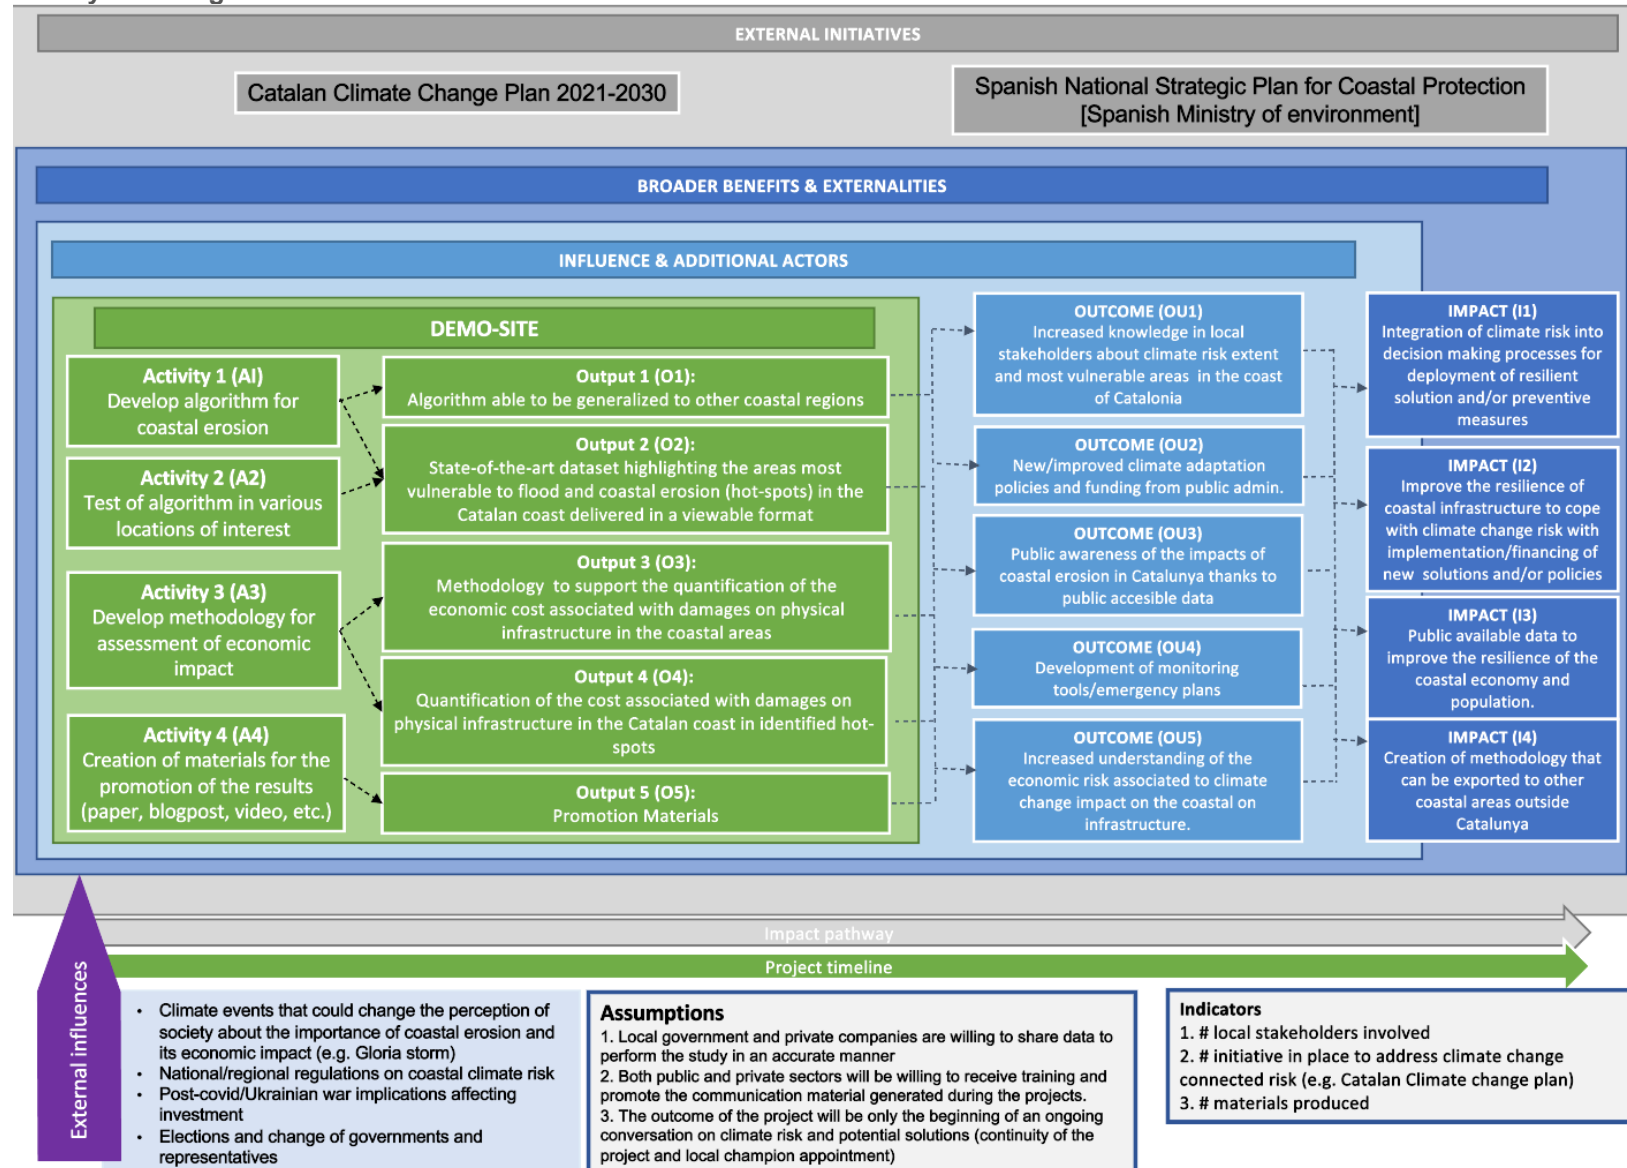 EXTERNAL INITIATIVES
Catalan Climate Change Plan 2021-2030
Spanish National Strategic Plan for Coastal Protection
[Spanish Ministry of environment]
BROADER BENEFITS & EXTERNALITIES
INFLUENCE & ADDITIONAL ACTORS
DEMO-SITE
Activity 1 (AI)
Develop algorithm for
coastal erosion
Activity 2 (A2)
Test of algorithm in various
locations of interest
Activity 3 (A3)
Develop methodology for
assessment of economic
impact
Activity 4 (A4)
Creation of materials for the
promotion of the results
(paper, blogpost, video, etc.)
Output 1 (O1):
Algorithm able to be generalized to other coastal regions
Output 2 (O2):
State-of-the-art dataset highlighting the areas most
vulnerable to flood and coastal erosion (hot-spots) in the
Catalan coast delivered in a viewable format
Output 3 (O3):
Methodology to support the quantification of the
economic cost associated with damages on physical
infrastructure in the coastal areas
Output 4 (O4):
Quantification of the cost associated with damages on
physical infrastructure in the Catalan coast in identified hot-
spots
Output 5 (O5):
Promotion Materials
OUTCOME (OU1)
Increased knowledge in local
stakeholders about climate risk extent
and most vulnerable areas in the coast
of Catalonia
OUTCOME (OU2)
New/improved climate adaptation
policies and funding from public admin.
OUTCOME (OU3)
Public awareness of the impacts of
coastal erosion in Catalunya thanks to
public accesible data
OUTCOME (OU4)
Development of monitoring
tools/emergency plans
OUTCOME (OU5)
Increased understanding of the
economic risk associated to climate
change impact on the coastal on
infrastructure.
IMPACT (I1)
Integration of climate risk into
decision making processes for
deployment of resilient
solution and/or preventive
measures
IMPACT (I2)
Improve the resilience of
coastal infrastructure to cope
with climate change risk with
implementation/financing of
new solutions and/or policies
IMPACT (I3)
Public available data to
improve the resilience of the
coastal economy and
population.
IMPACT (I4)
Creation of methodology that
can be exported to other
coastal areas outside
Catalunya
Impact pathway
Project timeline
External influences
• Climate events that could change the perception of
society about the importance of coastal erosion and
its economic impact (e.g. Gloria storm)
• National/regional regulations on coastal climate risk
• Post-covid/Ukrainian war implications affecting
investment
• Elections and change of governments and
representatives
Assumptions
1. Local government and private companies are willing to share data to
perform the study in an accurate manner
2. Both public and private sectors will be willing to receive training and
promote the communication material generated during the projects.
3. The outcome of the project will be only the beginning of an ongoing
conversation on climate risk and potential solutions (continuity of the
project and local champion appointment)
Indicators
1. # local stakeholders involved
2. # initiative in place to address climate change
connected risk (e.g. Catalan Climate change plan)
3. # materials produced